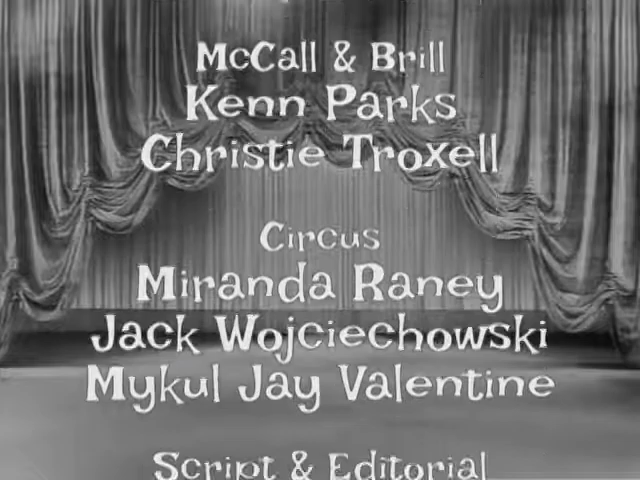 McCall & Brill
Kenn Parks
Christie Troxell
Circus
Miranda Raney
Jack Wojciechowski
Mykul Jay Valentine
Script & Editorial